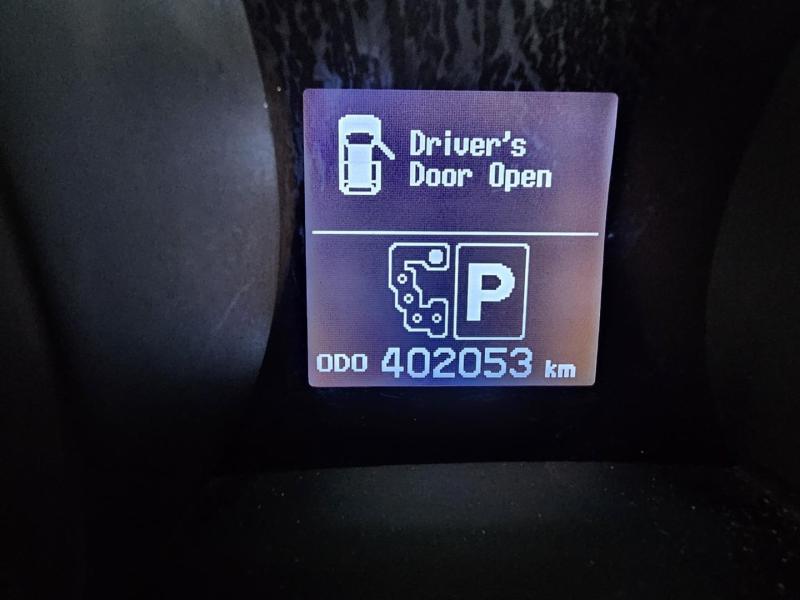 Driver's
Door Open
P
ODO 402053 km